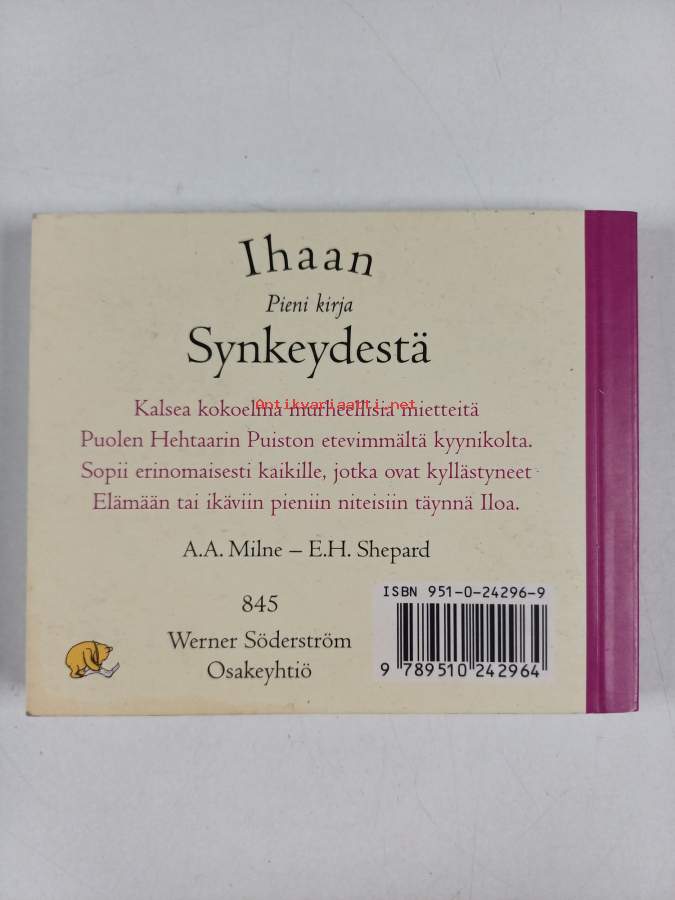 Ihaan
Pieni kirja
Synkeydestä
Kalsea kokoelma murheellisia mietteitä
Antikvariaatti.net
Puolen Hehtaarin Puiston etevimmältä kyynikolta.
Sopii erinomaisesti kaikille, jotka ovat kyllästyneet
Elämään tai ikäviin pieniin niteisiin täynnä Iloa.
A.A. Milne – E.H. Shepard
845
Werner Söderström
Osakeyhtiö
ISBN 951-0-24296-9
9 789510 242964